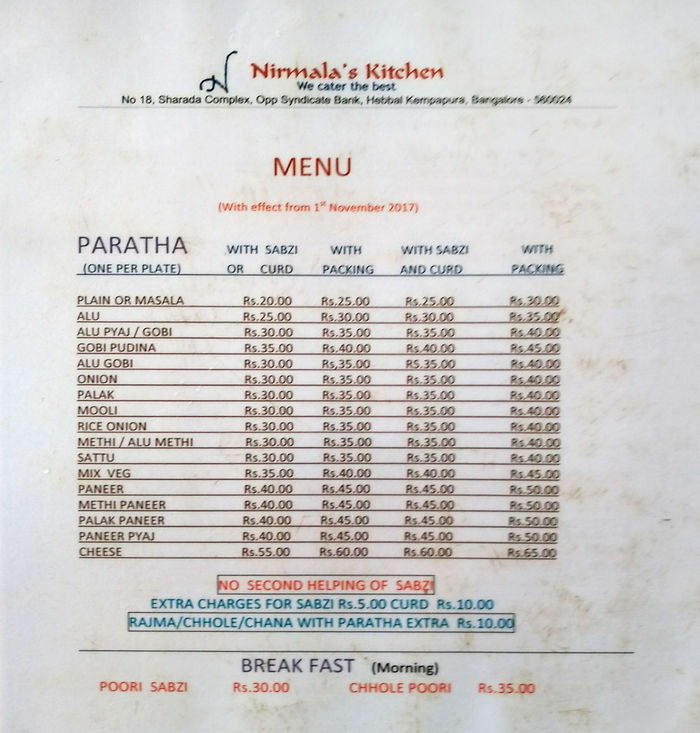 Nirmala's Kitchen
We cater the best
No 18, Sharada Complex, Opp Syndicate Bank, Hebbal Kempapura, Bangalore - 560024
MENU
(With effect from 1st November 2017)
PARATHA WITH SABZI WITH WITH SABZI WITH
(ONE PER PLATE) OR CURD PACKING AND CURD PACKING
PLAIN OR MASALA Rs.20.00 Rs.25.00 Rs.25.00 Rs.30.00
ALU Rs.25.00 Rs.30.00 Rs.30.00 Rs.35.00
ALU PYAJ / GOBI Rs.30.00 Rs.35.00 Rs.35.00 Rs.40.00
GOBI PUDINA Rs.35.00 Rs.40.00 Rs.40.00 Rs.45.00
ALU GOBI Rs.30.00 Rs,35.00 RS.35.00 Rs.40.00
ONION Rs.30.00 Rs.35.00 Rs.35.00 Rs.40.00
PALAK Rs.30.00 Rs.35.00 Rs.35.00 Rs.40.00
MOOLI Rs.30.00 Rs.35.00 Rs.35.00 Rs.40.00
RICE ONION Rs.30.00 Rs.35.00 Rs.35.00 Rs.40.00
METHI / ALU METHI Rs.30.00 Rs.35.00 Rs.35.00 Rs.40.00
SATTU Rs.30.00 Rs.35.00 Rs.35.00 Rs.40.00
MIX VEG Rs.35.00 Rs.40.00 Rs.40.00 Rs.45.00
PANEER Rs.40.00 Rs.45.00 Rs.45.00 Rs.50.00
METHI PANEER Rs.40.00 Rs.45.00 Rs.45.00 Rs.50.00
PALAK PANEER Rs.40.00 Rs.45.00 Rs.45.00 Rs.50.00
PANEER PYAJ Rs.40.00 Rs.45.00 Rs.45.00 Rs.50.00
CHEESE Rs.55.00 Rs.60.00 Rs.60.00 Rs.65.00
NO SECOND HELPING OF SABZI
EXTRA CHARGES FOR SABZI Rs.5.00 CURD Rs.10.00
RAJMA/CHHOLE/CHANA WITH PARATHA EXTRA Rs.10.00
BREAK FAST (Morning)
POORI SABZI Rs.30.00 CHHOLE POORI Rs.35.00